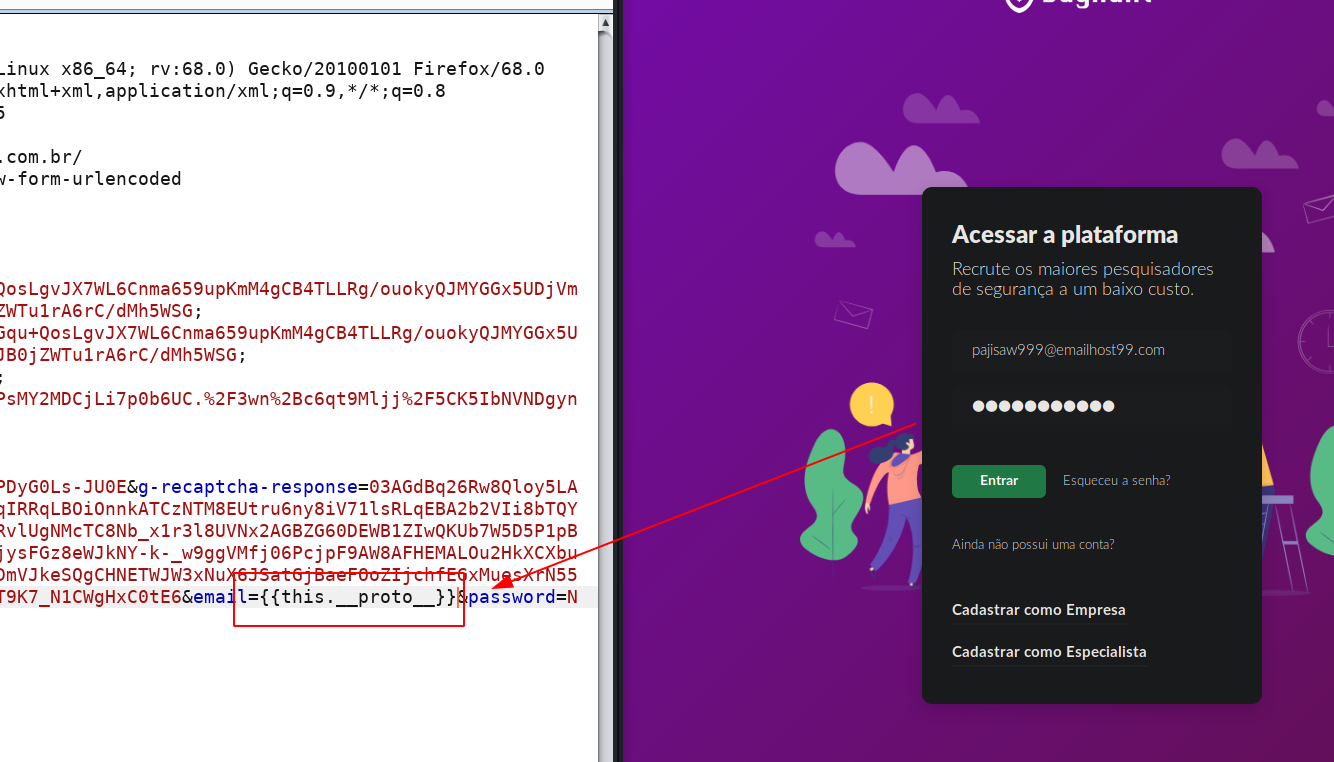 Linux x86_64; rv:68.0) Gecko/20100101 Firefox/68.0
xhtml+xml,application/xml;q=0.9,*/*;q=0.8
5
.com.br/
w-form-urlencoded
QosLgvJX7WL6Cnma659upKmM4gCB4TLLRg/ouokyQJMYGGx5UDjVm
ZWTu1rA6rC/dMh5WSG;
Gqu+QosLgvJX7WL6Cnma659upKmM4gCB4TLLRg/ouokyQJMYGGx5U
JB0jZWTu1rA6rC/dMh5WSG;
;
PsMY2MDCjLi7p0b6UC.%2F3wn%2Bc6qt9Mljj%2F5CK5IbNVNDgyn
PDyG0Ls-JU0E&g-recaptcha-response=03AGdBq26Rw8Qloy5LA
qIRRqLBOiOnnkATCzNTM8EUtru6ny8iV71lsRLqEBA2b2VIi8bTQY
RvlUgNMcTC8Nb_x1r3l8UVNx2AGBZG60DEWB1ZIwQKUb7W5D5P1pB
jysFGz8eWJkNY-k-_w9ggVMfj06PcjpF9AW8AFHEMALOu2HkXCXbu
DmVJkeSQgCHNETWJW3xNuX6JSatGjBaeFOoZIjchfEGxMuesXrN55
T9K7_N1CWgHxC0tE6&email={{this.__proto__}}&password=N
Acessar a plataforma
Recrute os maiores pesquisadores
de segurança a um baixo custo.
pajisaw999@emailhost99.com
Entrar
Esqueceu a senha?
Ainda não possui uma conta?
Cadastrar como Empresa
Cadastrar como Especialista